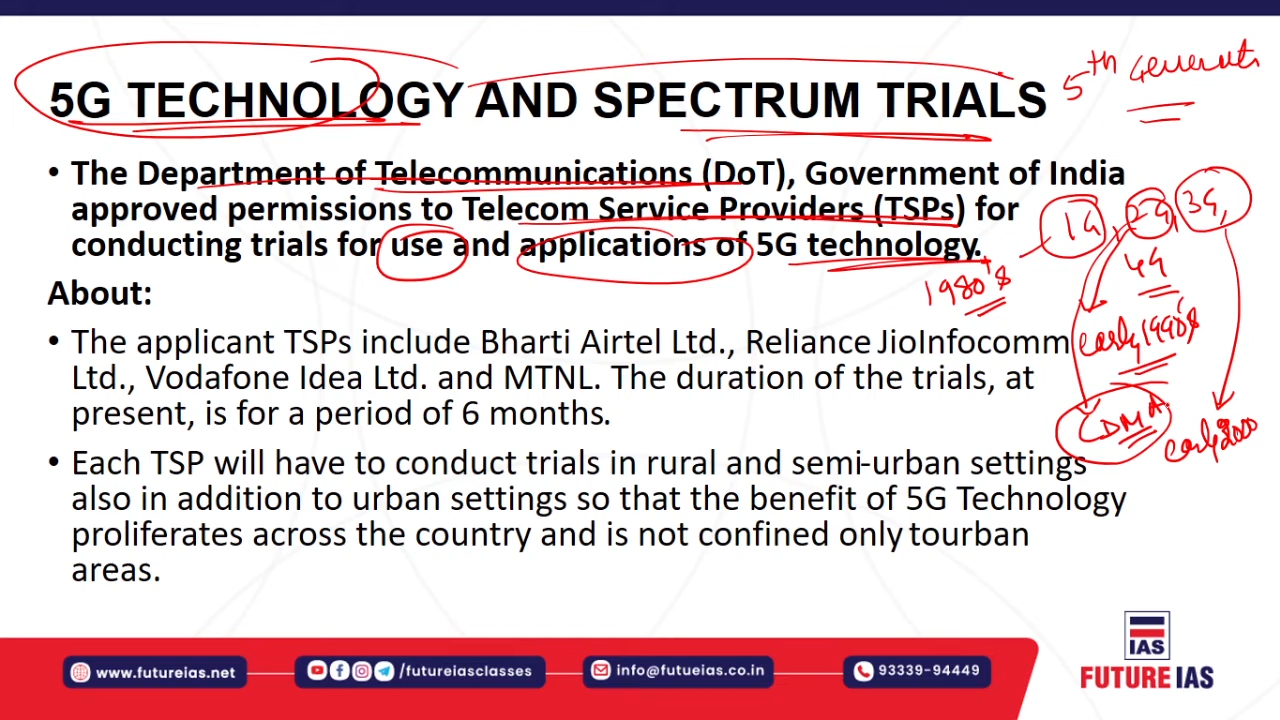 5G TECHNOLOGY AND SPECTRUM TRIALS
5th Generati
• The Department of Telecommunications (DoT), Government of India
approved permissions to Telecom Service Providers (TSPs) for
conducting trials for use and applications of 5G technology.
1G, 2G, 3G,
4G
1980's
early 1990's
CDMA
early 2000
About:
• The applicant TSPs include Bharti Airtel Ltd., Reliance JioInfocomm
Ltd., Vodafone Idea Ltd. and MTNL. The duration of the trials, at
present, is for a period of 6 months.
• Each TSP will have to conduct trials in rural and semi-urban settings
also in addition to urban settings so that the benefit of 5G Technology
proliferates across the country and is not confined only tourban
areas.
www.futureias.net
/futureiasclasses
info@futueias.co.in
93339-94449
IAS
FUTURE IAS